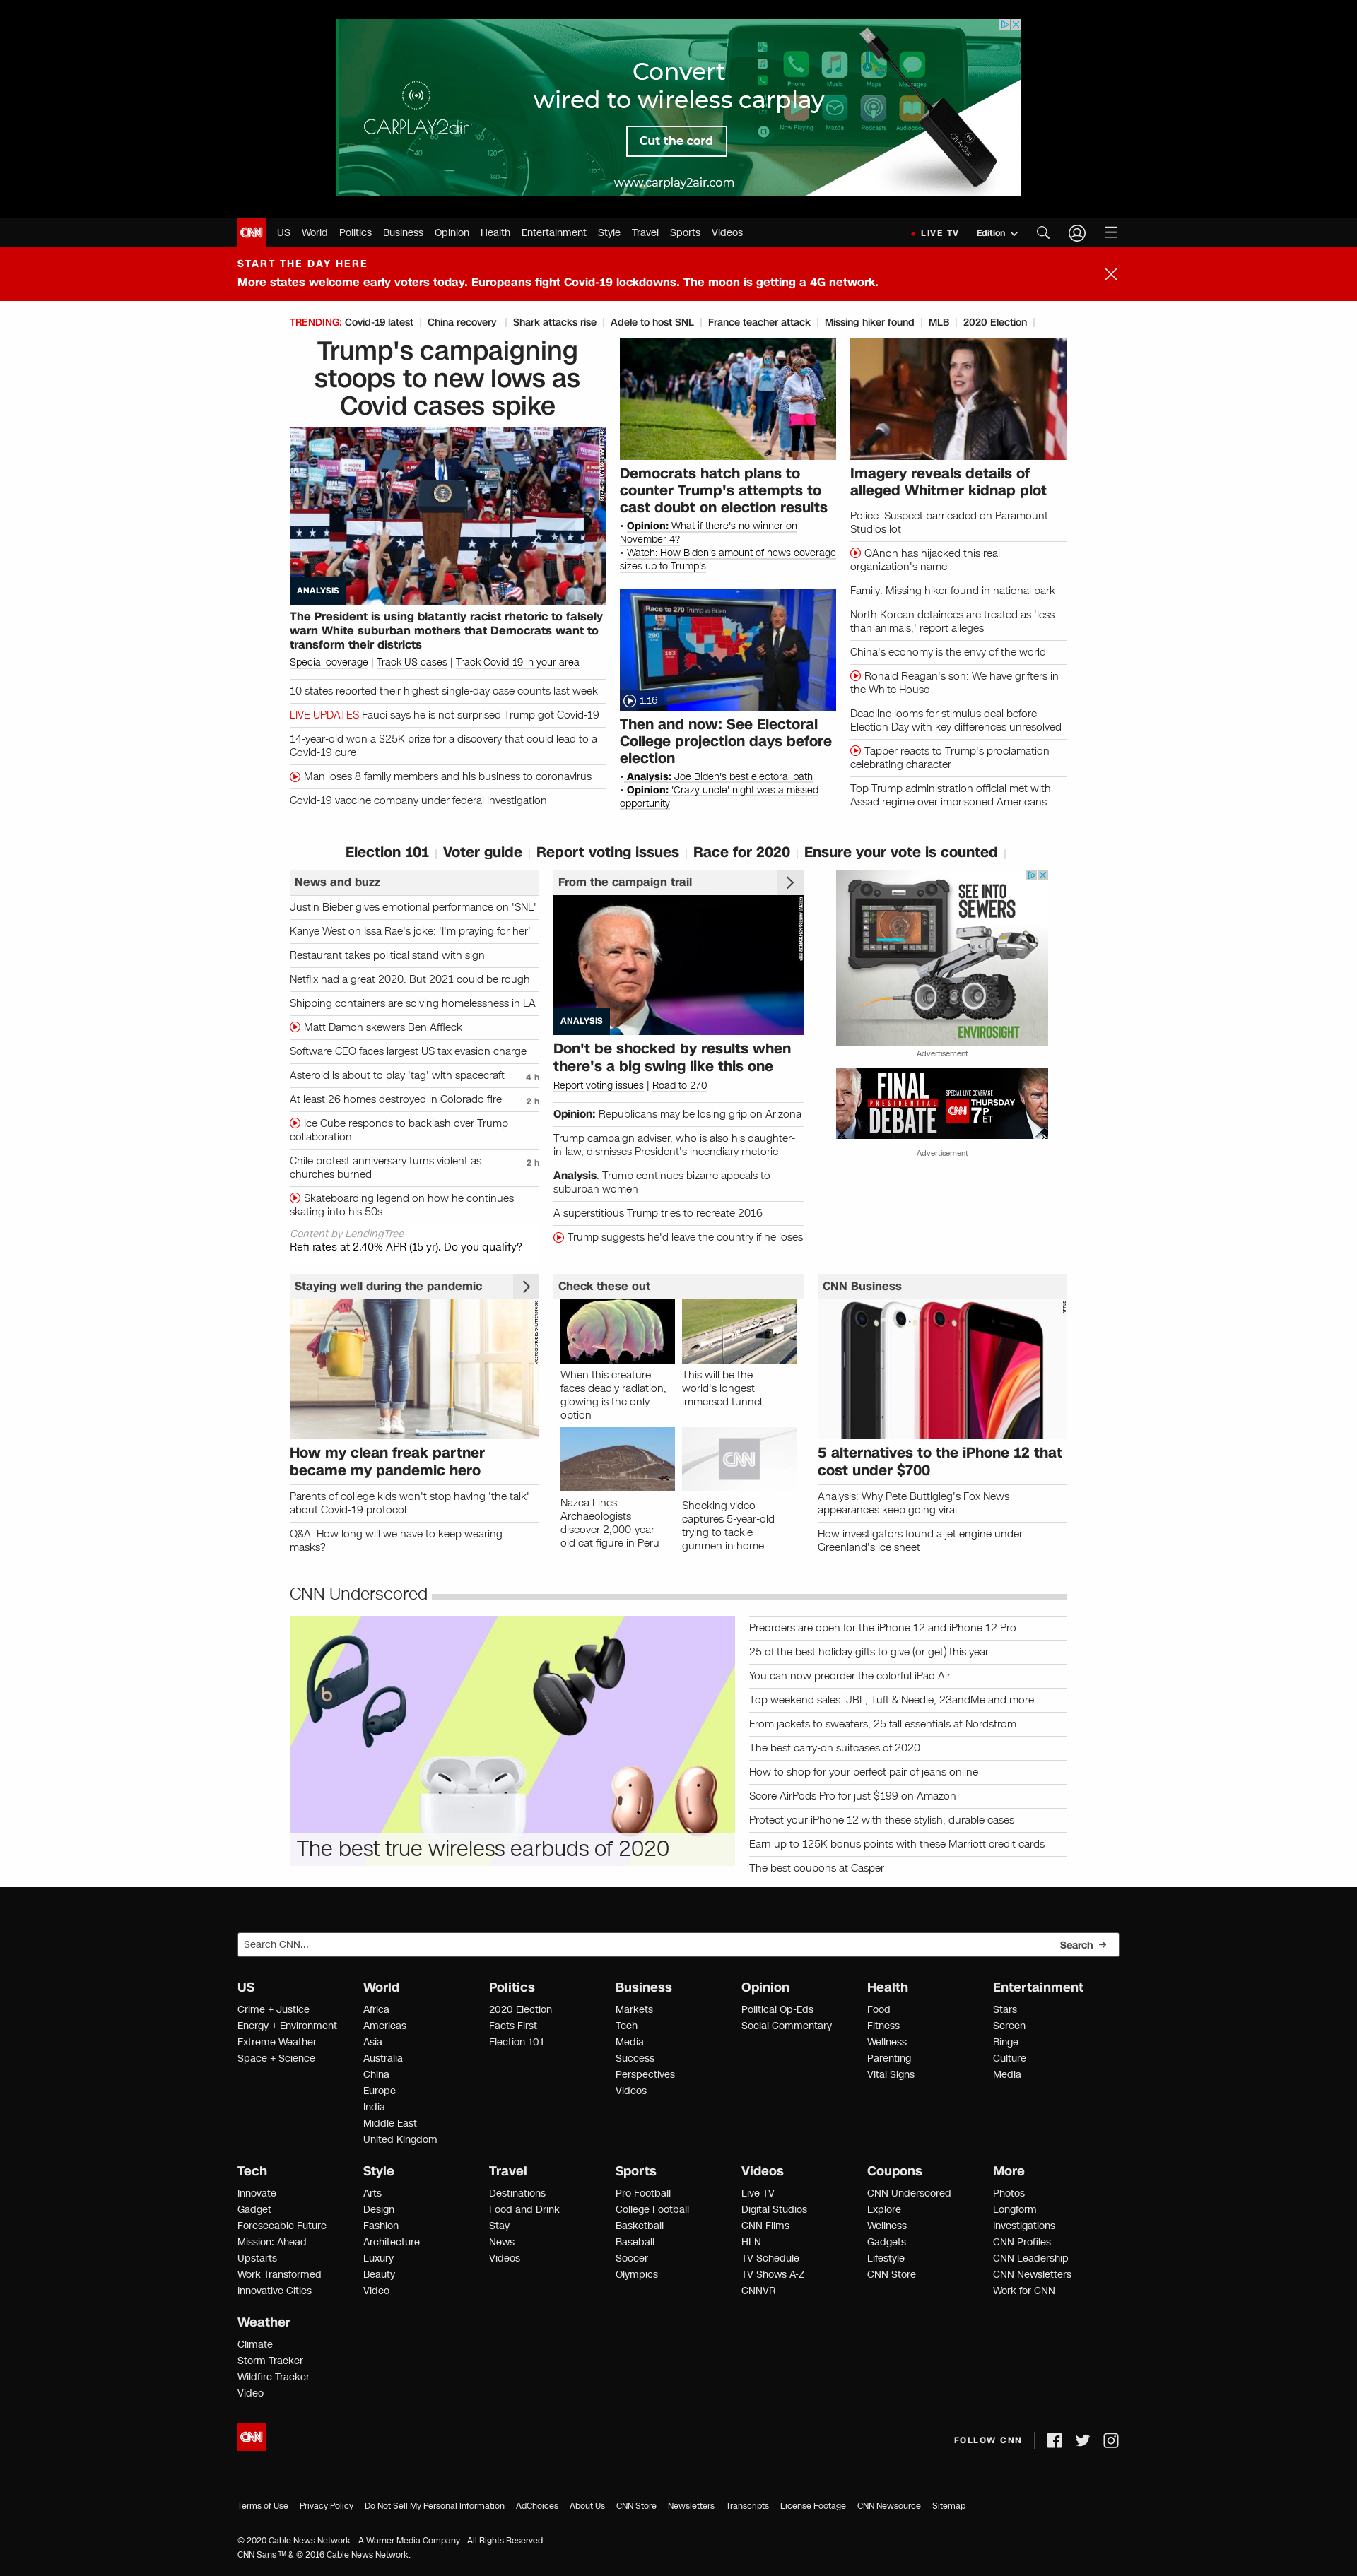 Convert
wired to wireless carplay
CARPLAY2air
Cut the cord
www.carplay2air.com
Phone Music Maps Messages
Now Playing Mazda Podcasts Audiobooks
CNN US World Politics Business Opinion Health Entertainment Style Travel Sports Videos LIVE TV Edition
START THE DAY HERE
More states welcome early voters today. Europeans fight Covid-19 lockdowns. The moon is getting a 4G network.
TRENDING: Covid-19 latest | China recovery | Shark attacks rise | Adele to host SNL | France teacher attack | Missing hiker found | MLB | 2020 Election |
Trump's campaigning
stoops to new lows as
Covid cases spike
ANALYSIS
The President is using blatantly racist rhetoric to falsely
warn White suburban mothers that Democrats want to
transform their districts
Special coverage | Track US cases | Track Covid-19 in your area
10 states reported their highest single-day case counts last week
LIVE UPDATES Fauci says he is not surprised Trump got Covid-19
14-year-old won a $25K prize for a discovery that could lead to a
Covid-19 cure
Man loses 8 family members and his business to coronavirus
Covid-19 vaccine company under federal investigation
Democrats hatch plans to
counter Trump's attempts to
cast doubt on election results
• Opinion: What if there's no winner on
November 4?
• Watch: How Biden's amount of news coverage
sizes up to Trump's
Race to 270 Trump vs Biden
290
163
1:16
Then and now: See Electoral
College projection days before
election
• Analysis: Joe Biden's best electoral path
• Opinion: 'Crazy uncle' night was a missed
opportunity
Imagery reveals details of
alleged Whitmer kidnap plot
Police: Suspect barricaded on Paramount
Studios lot
QAnon has hijacked this real
organization's name
Family: Missing hiker found in national park
North Korean detainees are treated as 'less
than animals,' report alleges
China's economy is the envy of the world
Ronald Reagan's son: We have grifters in
the White House
Deadline looms for stimulus deal before
Election Day with key differences unresolved
Tapper reacts to Trump's proclamation
celebrating character
Top Trump administration official met with
Assad regime over imprisoned Americans
Election 101 | Voter guide | Report voting issues | Race for 2020 | Ensure your vote is counted |
News and buzz
Justin Bieber gives emotional performance on 'SNL'
Kanye West on Issa Rae's joke: 'I'm praying for her'
Restaurant takes political stand with sign
Netflix had a great 2020. But 2021 could be rough
Shipping containers are solving homelessness in LA
Matt Damon skewers Ben Affleck
Software CEO faces largest US tax evasion charge
Asteroid is about to play 'tag' with spacecraft 4 h
At least 26 homes destroyed in Colorado fire 2 h
Ice Cube responds to backlash over Trump
collaboration
Chile protest anniversary turns violent as
churches burned 2 h
Skateboarding legend on how he continues
skating into his 50s
Content by LendingTree
Refi rates at 2.40% APR (15 yr). Do you qualify?
From the campaign trail
ANALYSIS
Don't be shocked by results when
there's a big swing like this one
Report voting issues | Road to 270
Opinion: Republicans may be losing grip on Arizona
Trump campaign adviser, who is also his daughter-
in-law, dismisses President's incendiary rhetoric
Analysis: Trump continues bizarre appeals to
suburban women
A superstitious Trump tries to recreate 2016
Trump suggests he'd leave the country if he loses
SEE INTO
SEWERS
ENVIROSIGHT
Advertisement
FINAL
PRESIDENTIAL
DEBATE
SPECIAL LIVE COVERAGE
CNN
THURSDAY
7P
ET
Advertisement
Staying well during the pandemic
How my clean freak partner
became my pandemic hero
Parents of college kids won't stop having 'the talk'
about Covid-19 protocol
Q&A: How long will we have to keep wearing
masks?
Check these out
When this creature
faces deadly radiation,
glowing is the only
option
This will be the
world's longest
immersed tunnel
Nazca Lines:
Archaeologists
discover 2,000-year-
old cat figure in Peru
CNN
Shocking video
captures 5-year-old
trying to tackle
gunmen in home
CNN Business
APPLE
5 alternatives to the iPhone 12 that
cost under $700
Analysis: Why Pete Buttigieg's Fox News
appearances keep going viral
How investigators found a jet engine under
Greenland's ice sheet
CNN Underscored
The best true wireless earbuds of 2020
Preorders are open for the iPhone 12 and iPhone 12 Pro
25 of the best holiday gifts to give (or get) this year
You can now preorder the colorful iPad Air
Top weekend sales: JBL, Tuft & Needle, 23andMe and more
From jackets to sweaters, 25 fall essentials at Nordstrom
The best carry-on suitcases of 2020
How to shop for your perfect pair of jeans online
Score AirPods Pro for just $199 on Amazon
Protect your iPhone 12 with these stylish, durable cases
Earn up to 125K bonus points with these Marriott credit cards
The best coupons at Casper
Search CNN... Search →
US
Crime + Justice
Energy + Environment
Extreme Weather
Space + Science
World
Africa
Americas
Asia
Australia
China
Europe
India
Middle East
United Kingdom
Politics
2020 Election
Facts First
Election 101
Business
Markets
Tech
Media
Success
Perspectives
Videos
Opinion
Political Op-Eds
Social Commentary
Health
Food
Fitness
Wellness
Parenting
Vital Signs
Entertainment
Stars
Screen
Binge
Culture
Media
Tech
Innovate
Gadget
Foreseeable Future
Mission: Ahead
Upstarts
Work Transformed
Innovative Cities
Style
Arts
Design
Fashion
Architecture
Luxury
Beauty
Video
Travel
Destinations
Food and Drink
Stay
News
Videos
Sports
Pro Football
College Football
Basketball
Baseball
Soccer
Olympics
Videos
Live TV
Digital Studios
CNN Films
HLN
TV Schedule
TV Shows A-Z
CNNVR
Coupons
CNN Underscored
Explore
Wellness
Gadgets
Lifestyle
CNN Store
More
Photos
Longform
Investigations
CNN Profiles
CNN Leadership
CNN Newsletters
Work for CNN
Weather
Climate
Storm Tracker
Wildfire Tracker
Video
CNN
FOLLOW CNN
Terms of Use Privacy Policy Do Not Sell My Personal Information AdChoices About Us CNN Store Newsletters Transcripts License Footage CNN Newsource Sitemap
© 2020 Cable News Network. A Warner Media Company. All Rights Reserved.
CNN Sans ™ & © 2016 Cable News Network.